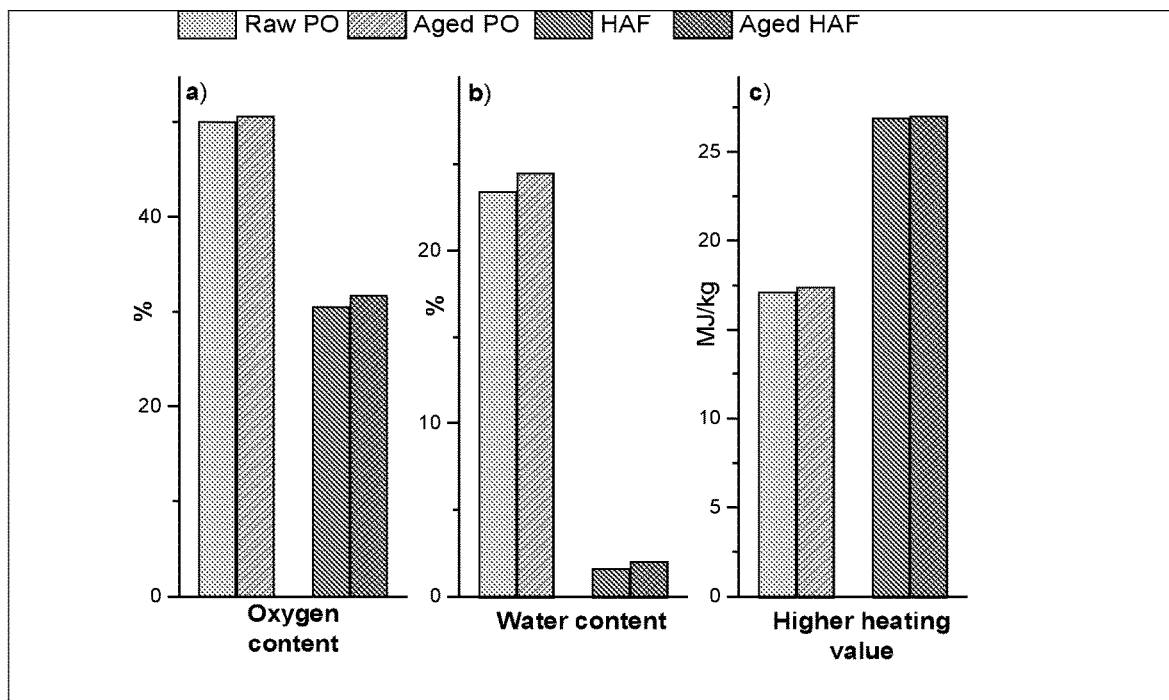 Raw PO Aged PO HAF Aged HAF
a)
40
%
20
0
Oxygen
content
b)
20
%
10
0
Water content
c)
25
20
MJ/kg
15
10
5
0
Higher heating
value